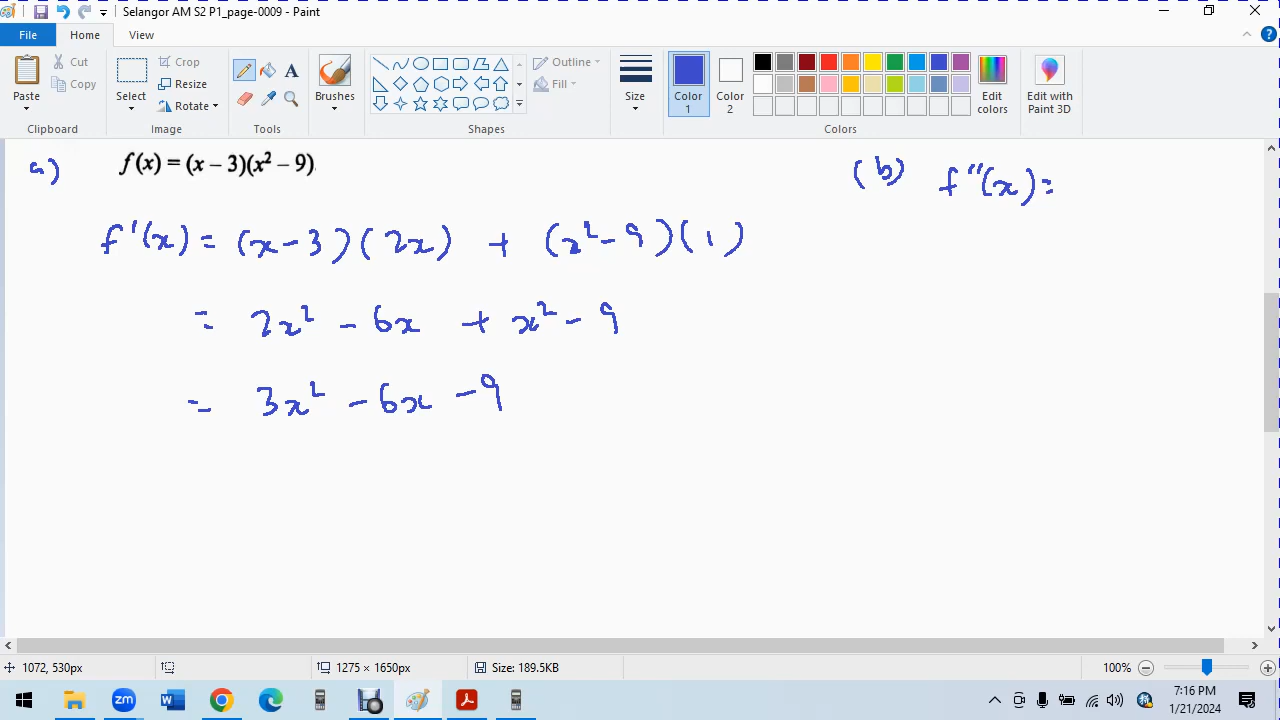 Selangor AM S2 P1_page-0009 - Paint
File Home View
Paste Cut Copy Clipboard
Select Crop Resize Rotate Image
Tools
Brushes
Outline Fill Shapes
Size
Color 1 Color 2 Edit colors Colors
Edit with Paint 3D
a) f(x) = (x – 3)(x² – 9)
f'(x) = (x-3)(2x) + (x²-9)(1)
= 2x² - 6x + x² - 9
= 3x² - 6x - 9
(b) f''(x) =
1072, 530px 1275 × 1650px Size: 189.5KB 100%
zm
7:16 PM
1/21/2024